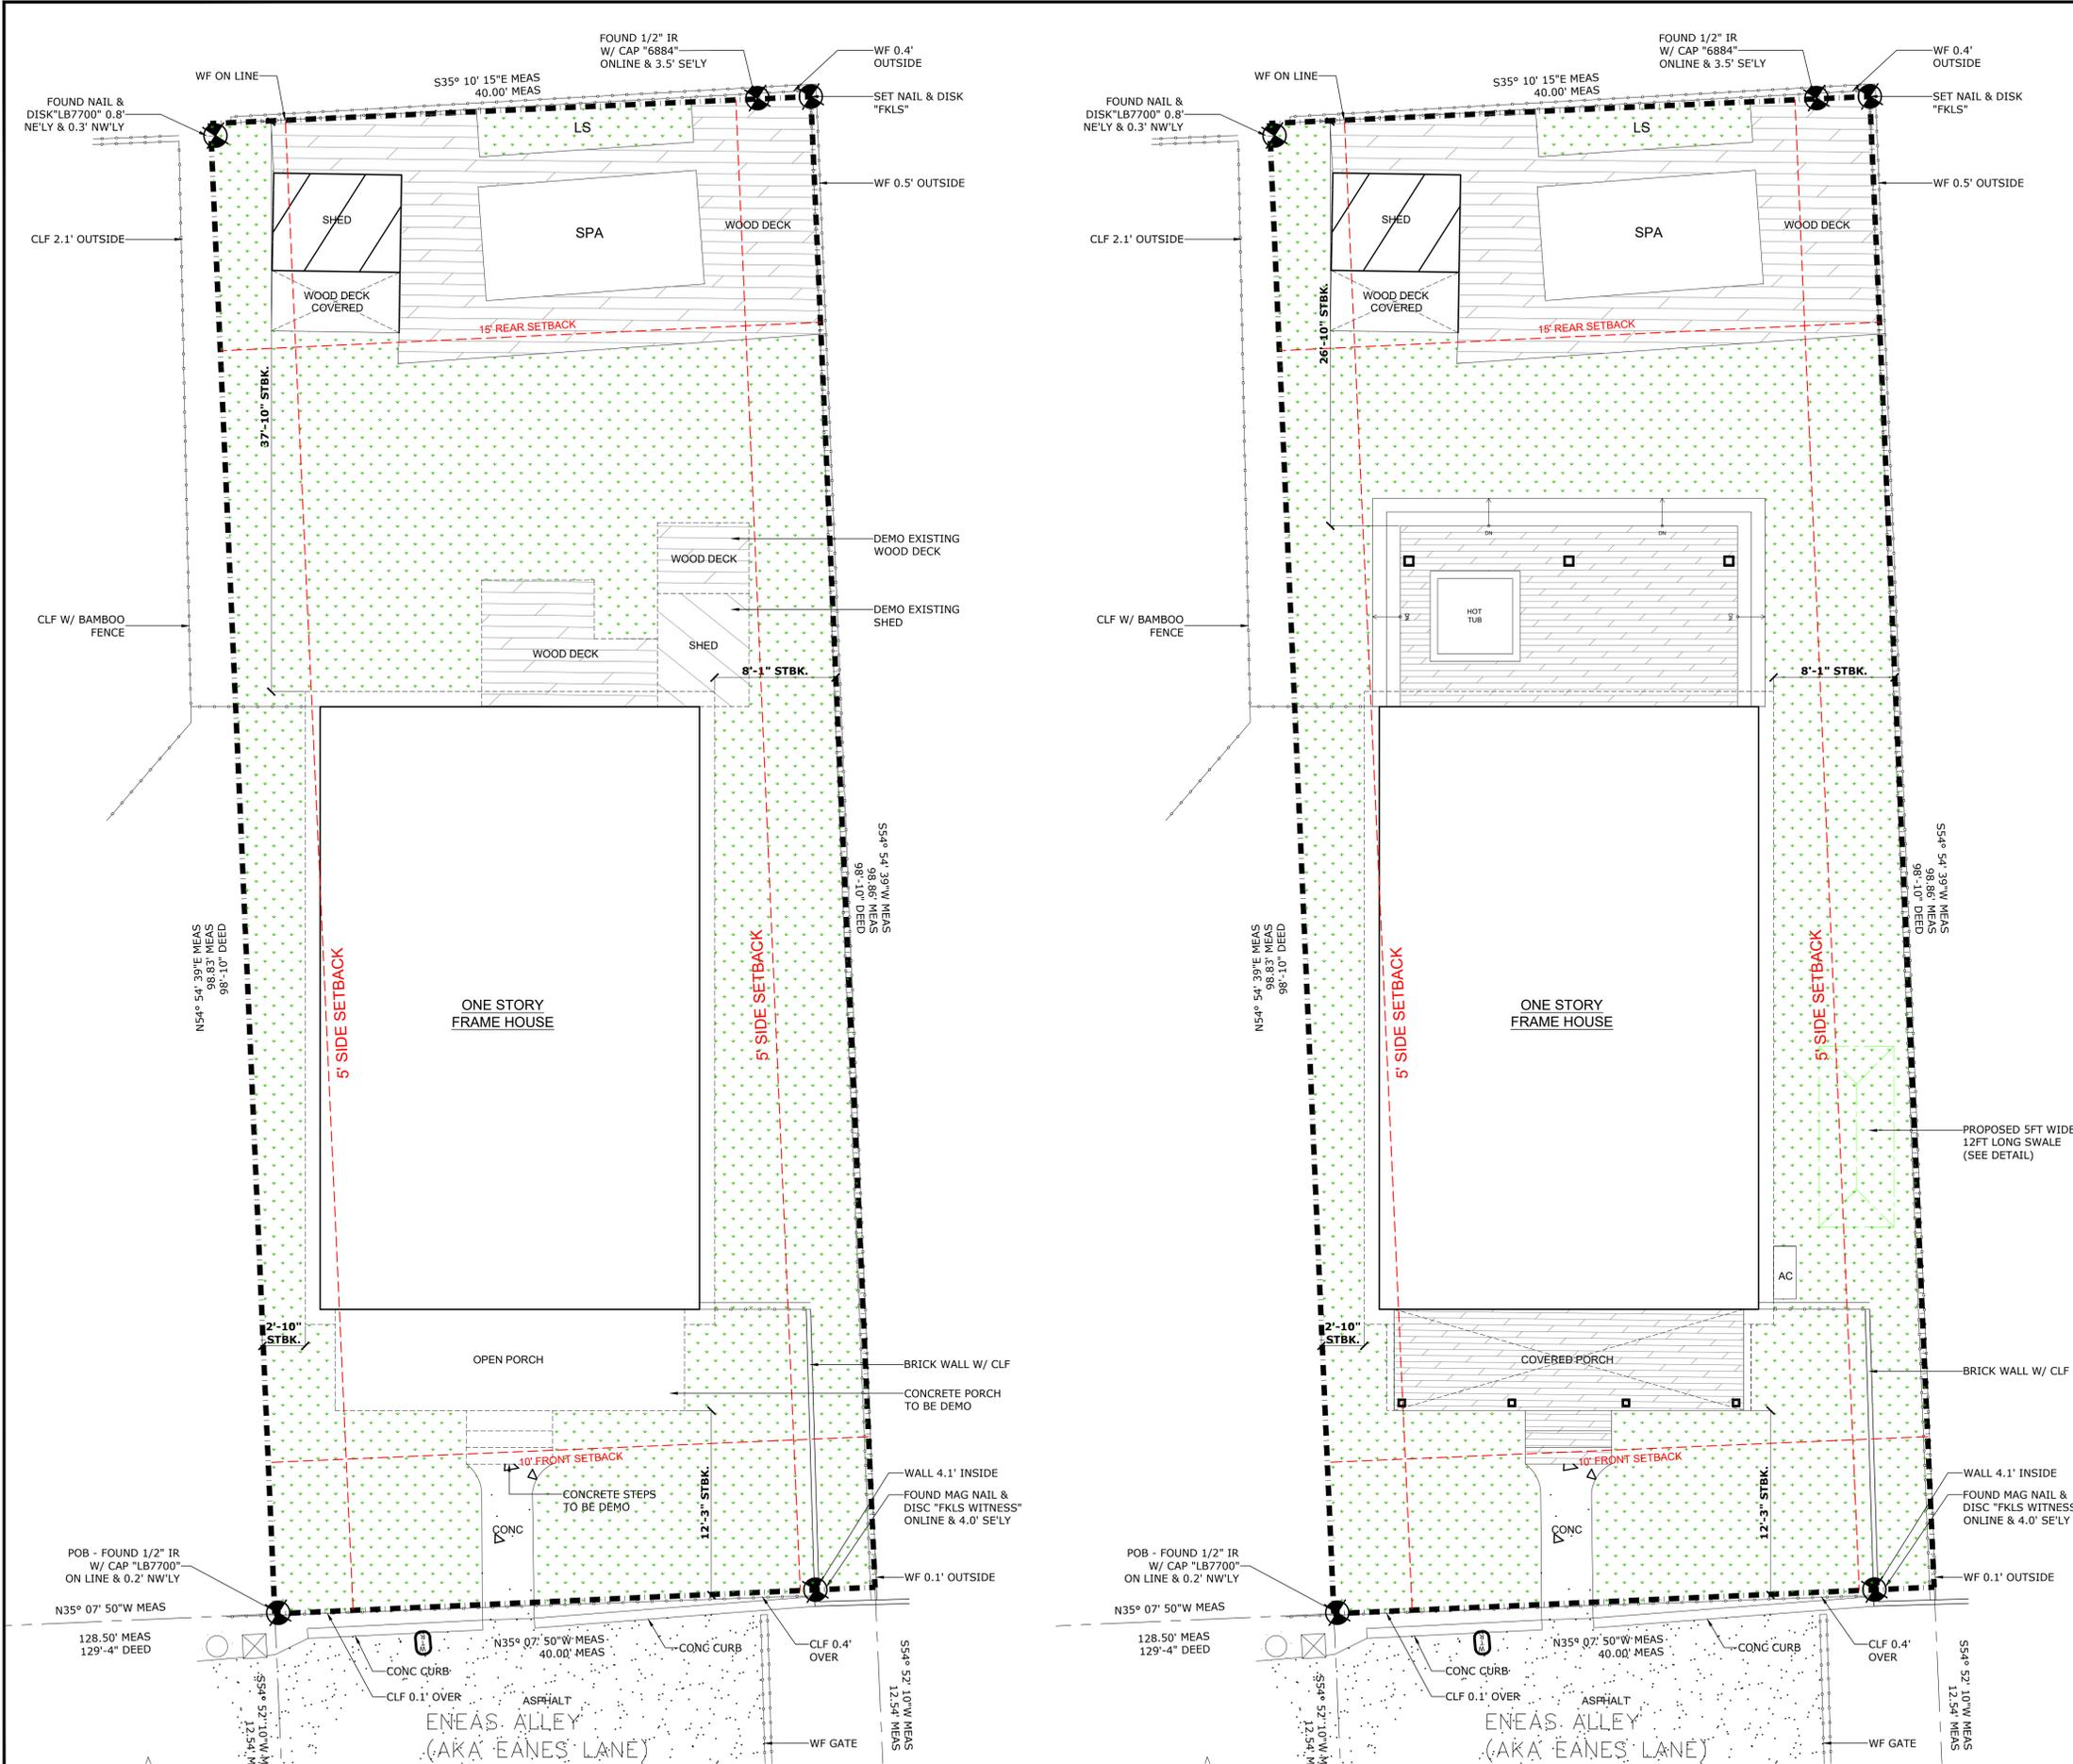 FOUND 1/2" IR
W/ CAP "6884"
ONLINE & 3.5' SE'LY
WF 0.4'
OUTSIDE
WF ON LINE
S35° 10' 15"E MEAS
40.00' MEAS
FOUND NAIL &
DISK"LB7700" 0.8'
NE'LY & 0.3' NW'LY
SET NAIL & DISK
"FKLS"
LS
WF 0.5' OUTSIDE
SHED
SPA
WOOD DECK
CLF 2.1' OUTSIDE
WOOD DECK
COVERED
15' REAR SETBACK
37'-10" STBK.
DEMO EXISTING
WOOD DECK
WOOD DECK
DEMO EXISTING
SHED
CLF W/ BAMBOO
FENCE
WOOD DECK
SHED
8'-1" STBK.
S54° 54' 39"W MEAS
98.86' MEAS
98'-10" DEED
N54° 54' 39"E MEAS
98.83' MEAS
98'-10" DEED
5' SIDE SETBACK
5' SIDE SETBACK
ONE STORY
FRAME HOUSE
2'-10"
STBK.
OPEN PORCH
BRICK WALL W/ CLF
CONCRETE PORCH
TO BE DEMO
10' FRONT SETBACK
WALL 4.1' INSIDE
CONCRETE STEPS
TO BE DEMO
12'-3" STBK.
FOUND MAG NAIL &
DISC "FKLS WITNESS"
ONLINE & 4.0' SE'LY
CONC
POB - FOUND 1/2" IR
W/ CAP "LB7700"
ON LINE & 0.2' NW'LY
WF 0.1' OUTSIDE
N35° 07' 50"W MEAS
128.50' MEAS
129'-4" DEED
N35° 07' 50"W MEAS
40.00' MEAS
CONC CURB
CLF 0.4'
OVER
CONC CURB
CLF 0.1' OVER
S54° 52' 10"W M
12.54' M
S54° 52' 10"W MEAS
12.54' MEAS
ASPHALT
ENEAS ALLEY
(AKA EANES LANE)
WF GATE
FOUND 1/2" IR
W/ CAP "6884"
ONLINE & 3.5' SE'LY
WF 0.4'
OUTSIDE
WF ON LINE
S35° 10' 15"E MEAS
40.00' MEAS
FOUND NAIL &
DISK"LB7700" 0.8'
NE'LY & 0.3' NW'LY
SET NAIL & DISK
"FKLS"
LS
WF 0.5' OUTSIDE
SHED
SPA
WOOD DECK
CLF 2.1' OUTSIDE
WOOD DECK
COVERED
15' REAR SETBACK
26'-10" STBK.
DN
DN
HOT
TUB
DN
DN
CLF W/ BAMBOO
FENCE
8'-1" STBK.
S54° 54' 39"W MEAS
98.86' MEAS
98'-10" DEED
N54° 54' 39"E MEAS
98.83' MEAS
98'-10" DEED
5' SIDE SETBACK
5' SIDE SETBACK
ONE STORY
FRAME HOUSE
PROPOSED 5FT WIDE
12FT LONG SWALE
(SEE DETAIL)
AC
2'-10"
STBK.
COVERED PORCH
BRICK WALL W/ CLF
10' FRONT SETBACK
WALL 4.1' INSIDE
12'-3" STBK.
FOUND MAG NAIL &
DISC "FKLS WITNESS
ONLINE & 4.0' SE'LY
CONC
POB - FOUND 1/2" IR
W/ CAP "LB7700"
ON LINE & 0.2' NW'LY
WF 0.1' OUTSIDE
N35° 07' 50"W MEAS
128.50' MEAS
129'-4" DEED
N35° 07' 50"W MEAS
40.00' MEAS
CONC CURB
CLF 0.4'
OVER
CONC CURB
CLF 0.1' OVER
S54° 52' 10"W M
12.54' M
S54° 52' 10"W MEAS
12.54' MEAS
ASPHALT
ENEAS ALLEY
(AKA EANES LANE)
WF GATE